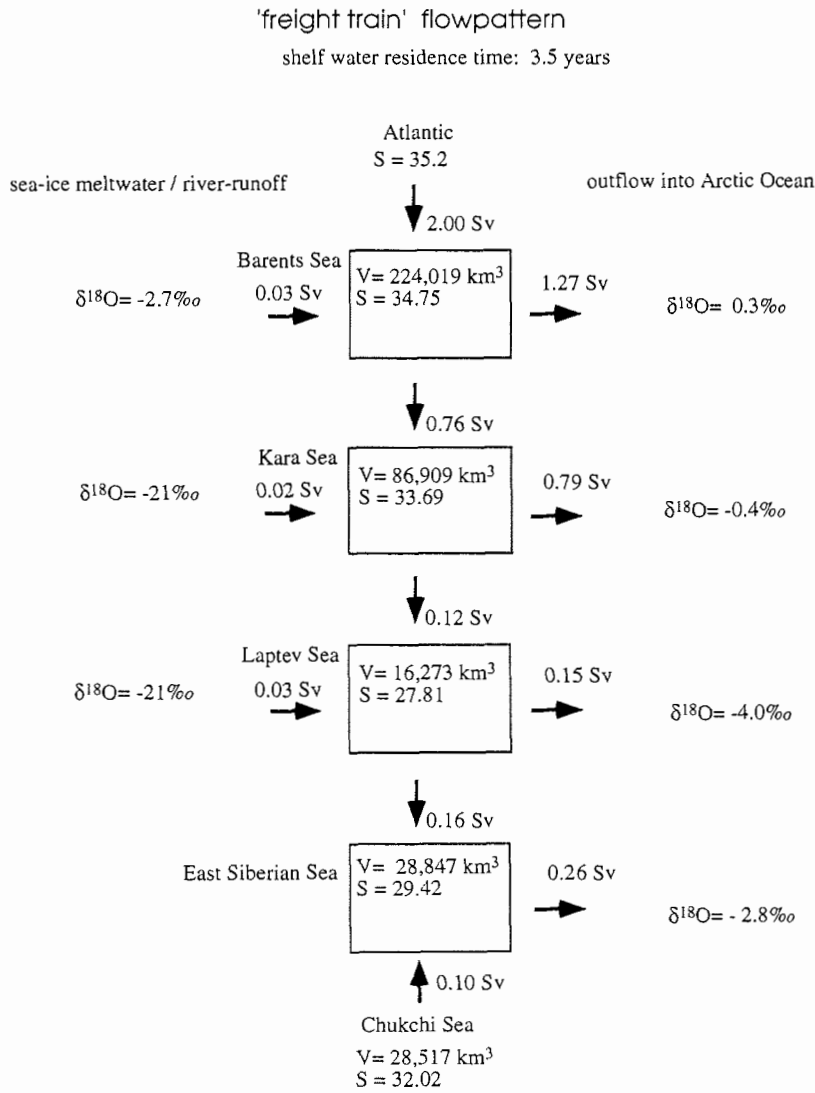 'freight train' flowpattern
shelf water residence time: 3.5 years
Atlantic
S = 35.2
sea-ice meltwater / river-runoff
outflow into Arctic Ocean
2.00 Sv
Barents Sea
δ¹⁸O= -2.7‰
0.03 Sv
V= 224,019 km³
S = 34.75
1.27 Sv
δ¹⁸O= 0.3‰
0.76 Sv
Kara Sea
δ¹⁸O= -21‰
0.02 Sv
V= 86,909 km³
S = 33.69
0.79 Sv
δ¹⁸O= -0.4‰
0.12 Sv
Laptev Sea
δ¹⁸O= -21‰
0.03 Sv
V= 16,273 km³
S = 27.81
0.15 Sv
δ¹⁸O= -4.0‰
0.16 Sv
East Siberian Sea
V= 28,847 km³
S = 29.42
0.26 Sv
δ¹⁸O= - 2.8‰
0.10 Sv
Chukchi Sea
V= 28,517 km³
S = 32.02